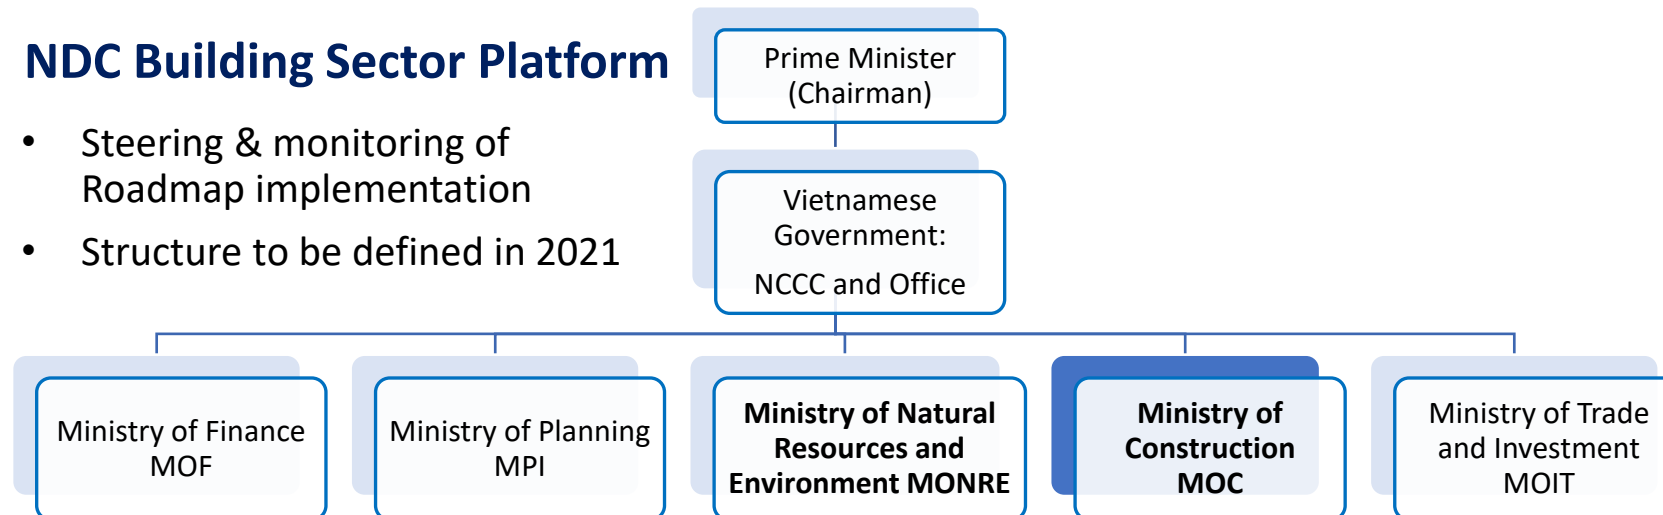 NDC Building Sector Platform
• Steering & monitoring of
Roadmap implementation
• Structure to be defined in 2021
Prime Minister
(Chairman)
Vietnamese
Government:
NCCC and Office
Ministry of Finance
MOF
Ministry of Planning
MPI
Ministry of Natural
Resources and
Environment MONRE
Ministry of
Construction
MOC
Ministry of Trade
and Investment
MOIT